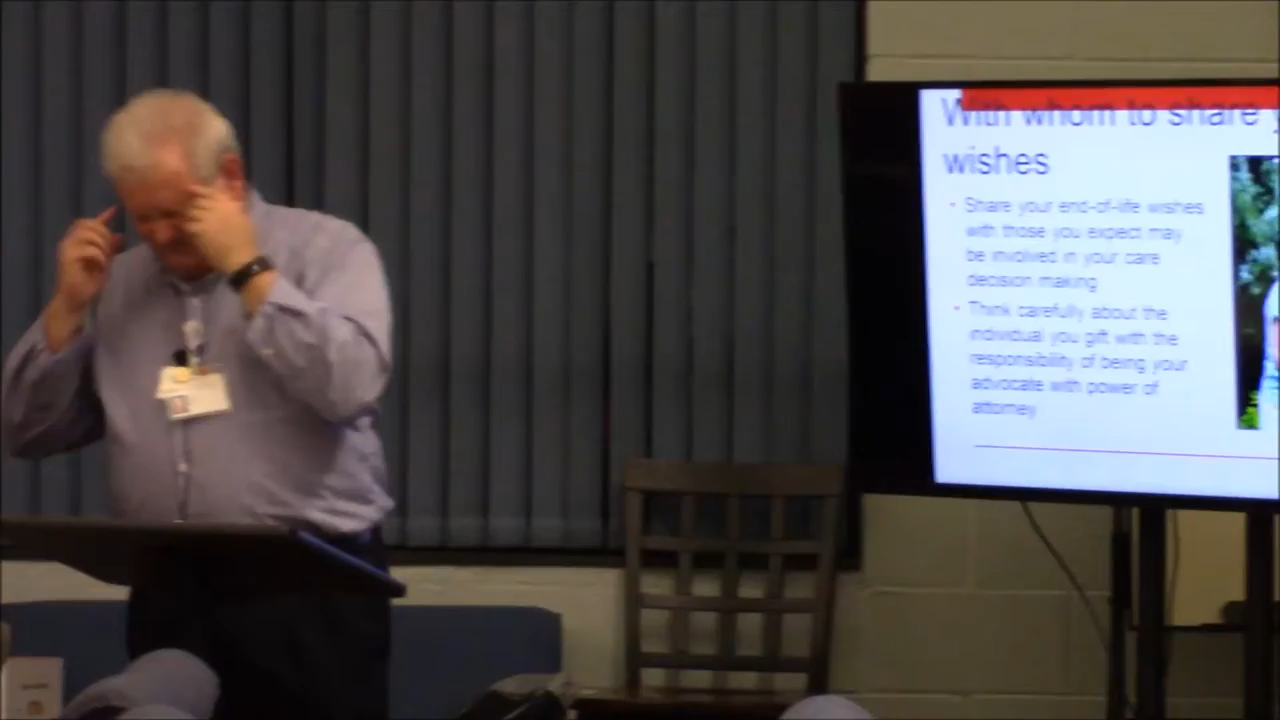 With whom to share
wishes
• Share your end-of-life wishes
with those you expect may
be involved in your care
decision making
• Think carefully about the
individual you gift with the
responsibility of being your
advocate with power of
attorney